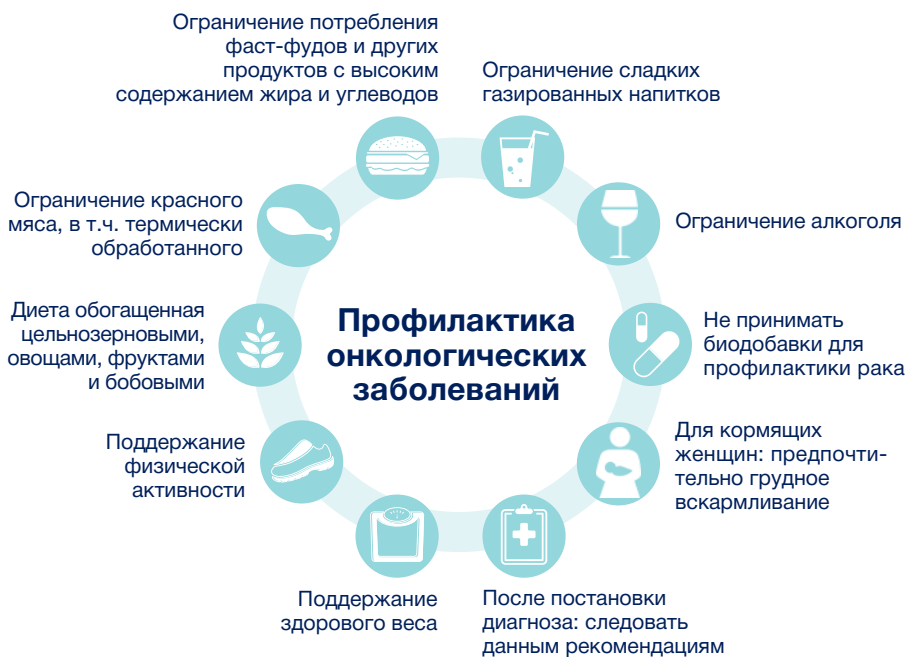 Ограничение потребления
фаст-фудов и других
продуктов с высоким
содержанием жира и углеводов
Ограничение сладких
газированных напитков
Ограничение красного
мяса, в т.ч. термически
обработанного
Ограничение алкоголя
Диета обогащенная
цельнозерновыми,
овощами, фруктами
и бобовыми
Профилактика
онкологических
заболеваний
Не принимать
биодобавки для
профилактики рака
Поддержание
физической
активности
Для кормящих
женщин: предпочти-
тельно грудное
вскармливание
Поддержание
здорового веса
После постановки
диагноза: следовать
данным рекомендациям